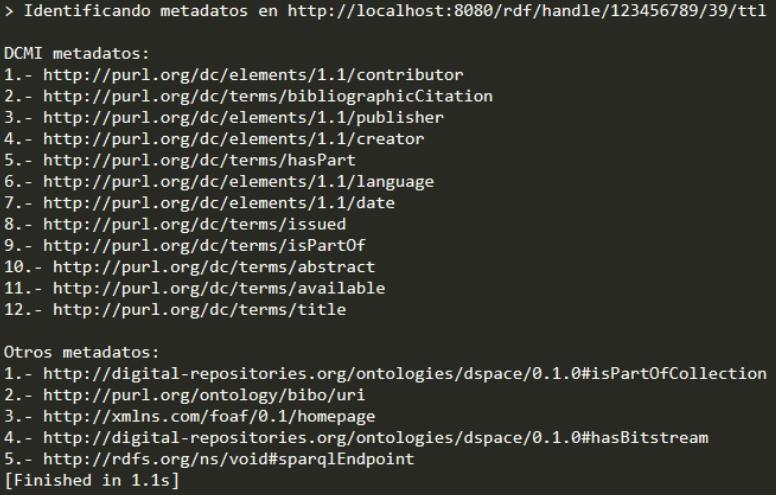 > Identificando metadatos en http://localhost:8080/rdf/handle/123456789/39/ttl
DCMI metadatos:
1.- http://purl.org/dc/elements/1.1/contributor
2.- http://purl.org/dc/terms/bibliographicCitation
3.- http://purl.org/dc/elements/1.1/publisher
4.- http://purl.org/dc/elements/1.1/creator
5.- http://purl.org/dc/terms/hasPart
6.- http://purl.org/dc/elements/1.1/language
7.- http://purl.org/dc/elements/1.1/date
8.- http://purl.org/dc/terms/issued
9.- http://purl.org/dc/terms/isPartOf
10.- http://purl.org/dc/terms/abstract
11.- http://purl.org/dc/terms/available
12.- http://purl.org/dc/terms/title
Otros metadatos:
1.- http://digital-repositories.org/ontologies/dspace/0.1.0#isPartOfCollection
2.- http://purl.org/ontology/bibo/uri
3.- http://xmlns.com/foaf/0.1/homepage
4.- http://digital-repositories.org/ontologies/dspace/0.1.0#hasBitstream
5.- http://rdfs.org/ns/void#sparqlEndpoint
[Finished in 1.1s]